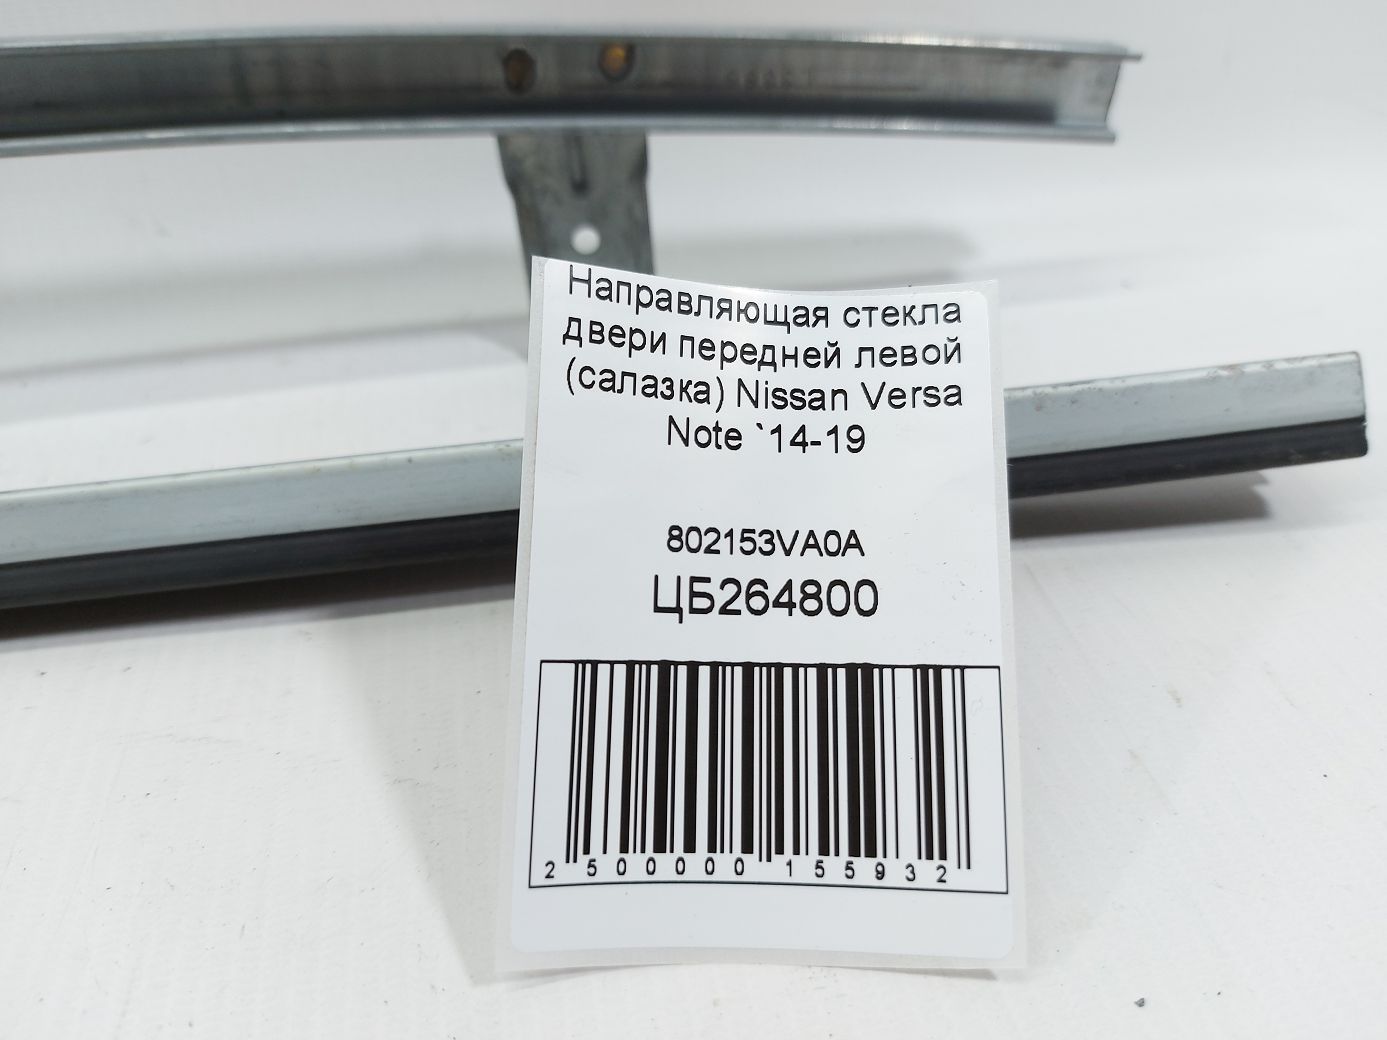 Направляющая стекла
двери передней левой
(салазка) Nissan Versa
Note `14-19
802153VA0A
ЦБ264800
2 500000 155932